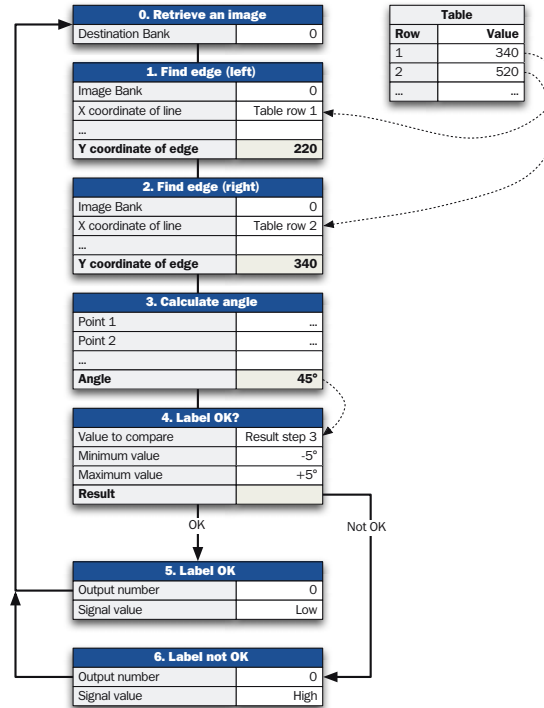 0. Retrieve an image
Destination Bank 0
Table
Row Value
1 340
2 520
... ...
1. Find edge (left)
Image Bank 0
X coordinate of line Table row 1
...
Y coordinate of edge 220
2. Find edge (right)
Image Bank 0
X coordinate of line Table row 2
...
Y coordinate of edge 340
3. Calculate angle
Point 1 ...
Point 2 ...
...
Angle 45°
4. Label OK?
Value to compare Result step 3
Minimum value -5°
Maximum value +5°
Result
OK
Not OK
5. Label OK
Output number 0
Signal value Low
6. Label not OK
Output number 0
Signal value High